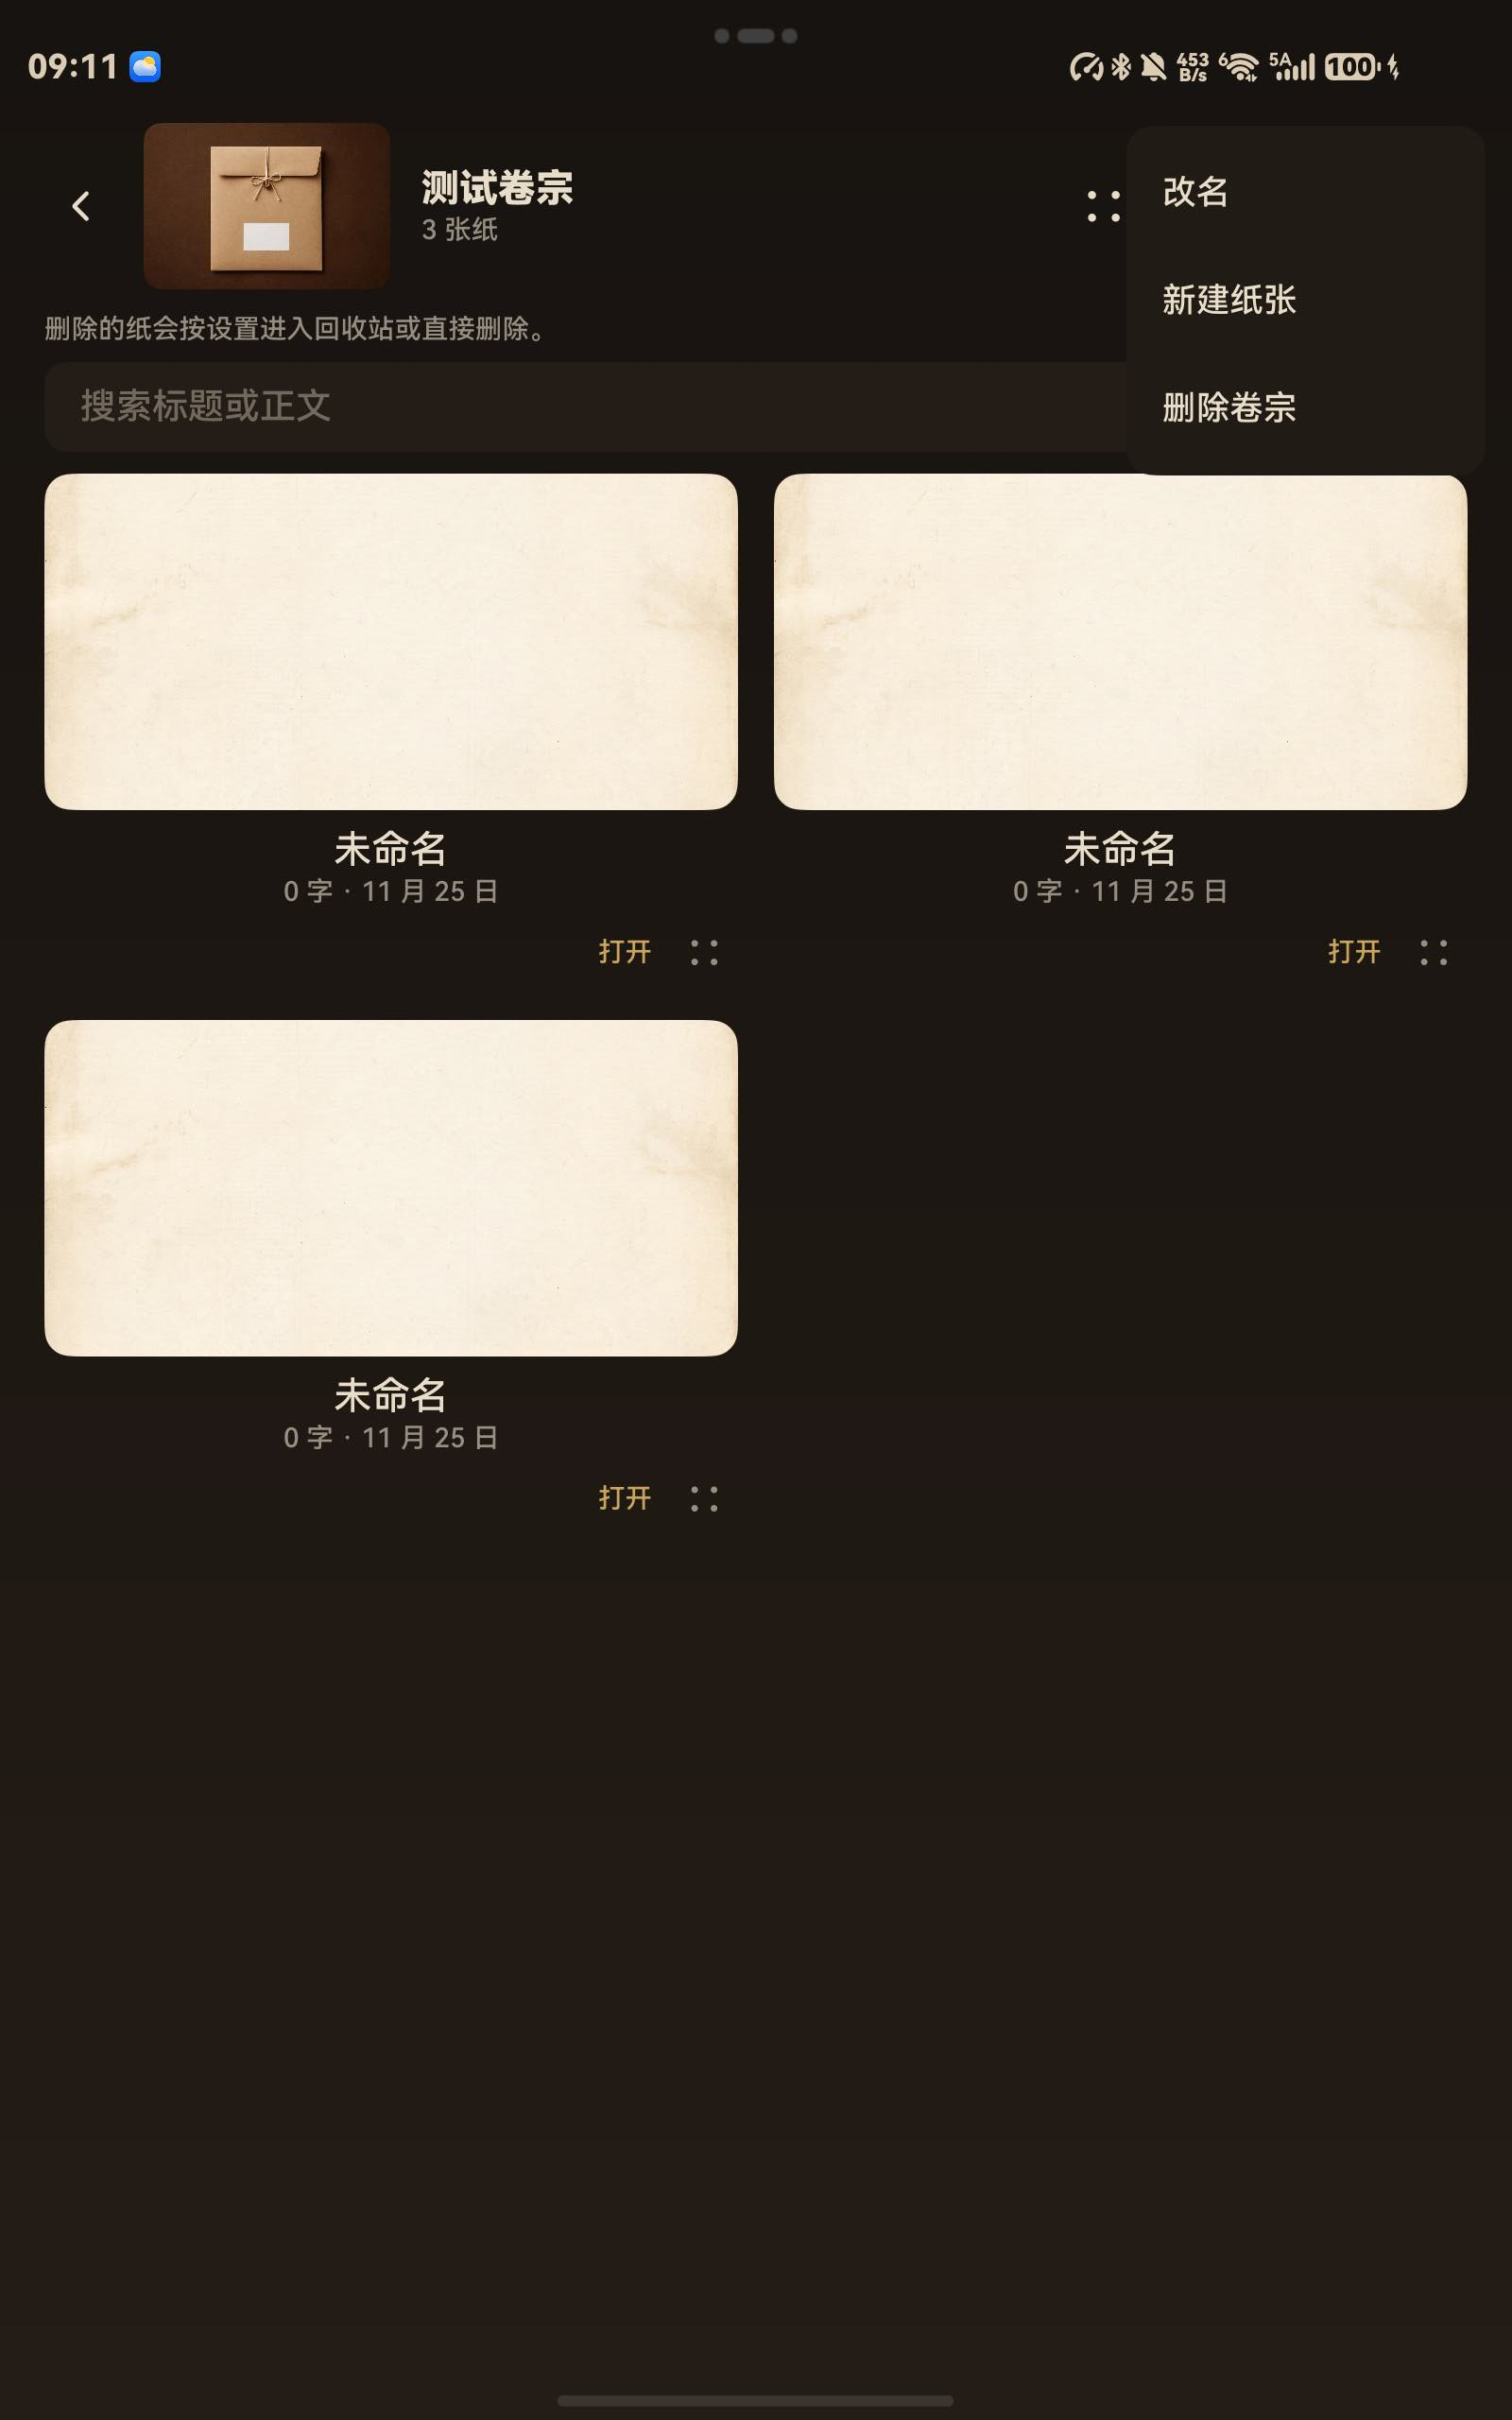 09:11
453 B/s
6
5A
100
测试卷宗
3 张纸
改名
新建纸张
删除卷宗
删除的纸会按设置进入回收站或直接删除。
搜索标题或正文
未命名
0 字 · 11 月 25 日
打开
未命名
0 字 · 11 月 25 日
打开
未命名
0 字 · 11 月 25 日
打开